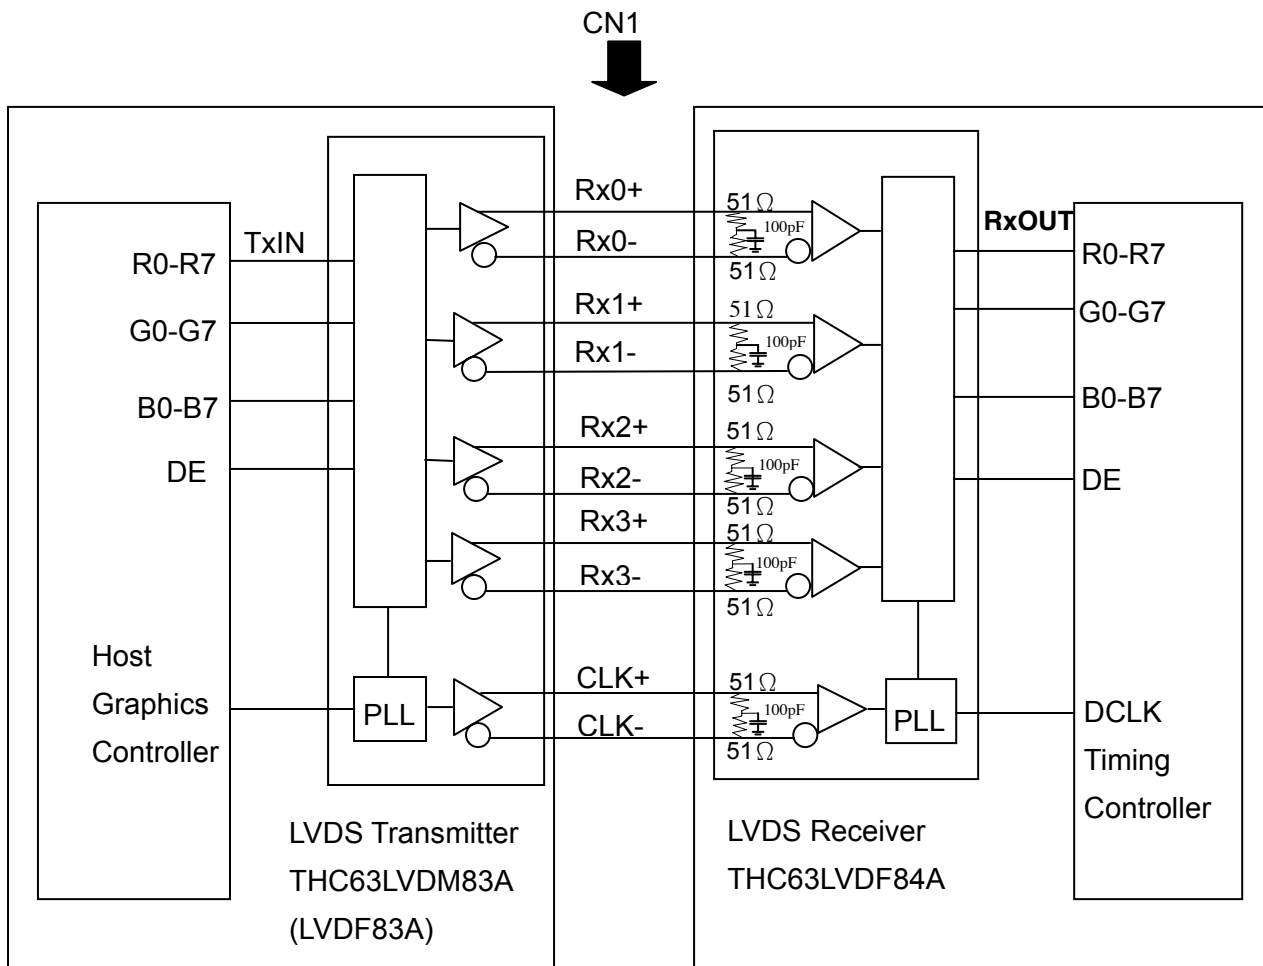 CN1
TxIN
R0-R7
G0-G7
B0-B7
DE
Host
Graphics
Controller
PLL
LVDS Transmitter
THC63LVDM83A
(LVDF83A)
Rx0+
Rx0-
Rx1+
Rx1-
Rx2+
Rx2-
Rx3+
Rx3-
CLK+
CLK-
51Ω
100pF
51Ω
51Ω
100pF
51Ω
51Ω
100pF
51Ω
51Ω
100pF
51Ω
51Ω
100pF
51Ω
PLL
LVDS Receiver
THC63LVDF84A
RxOUT
R0-R7
G0-G7
B0-B7
DE
DCLK
Timing
Controller